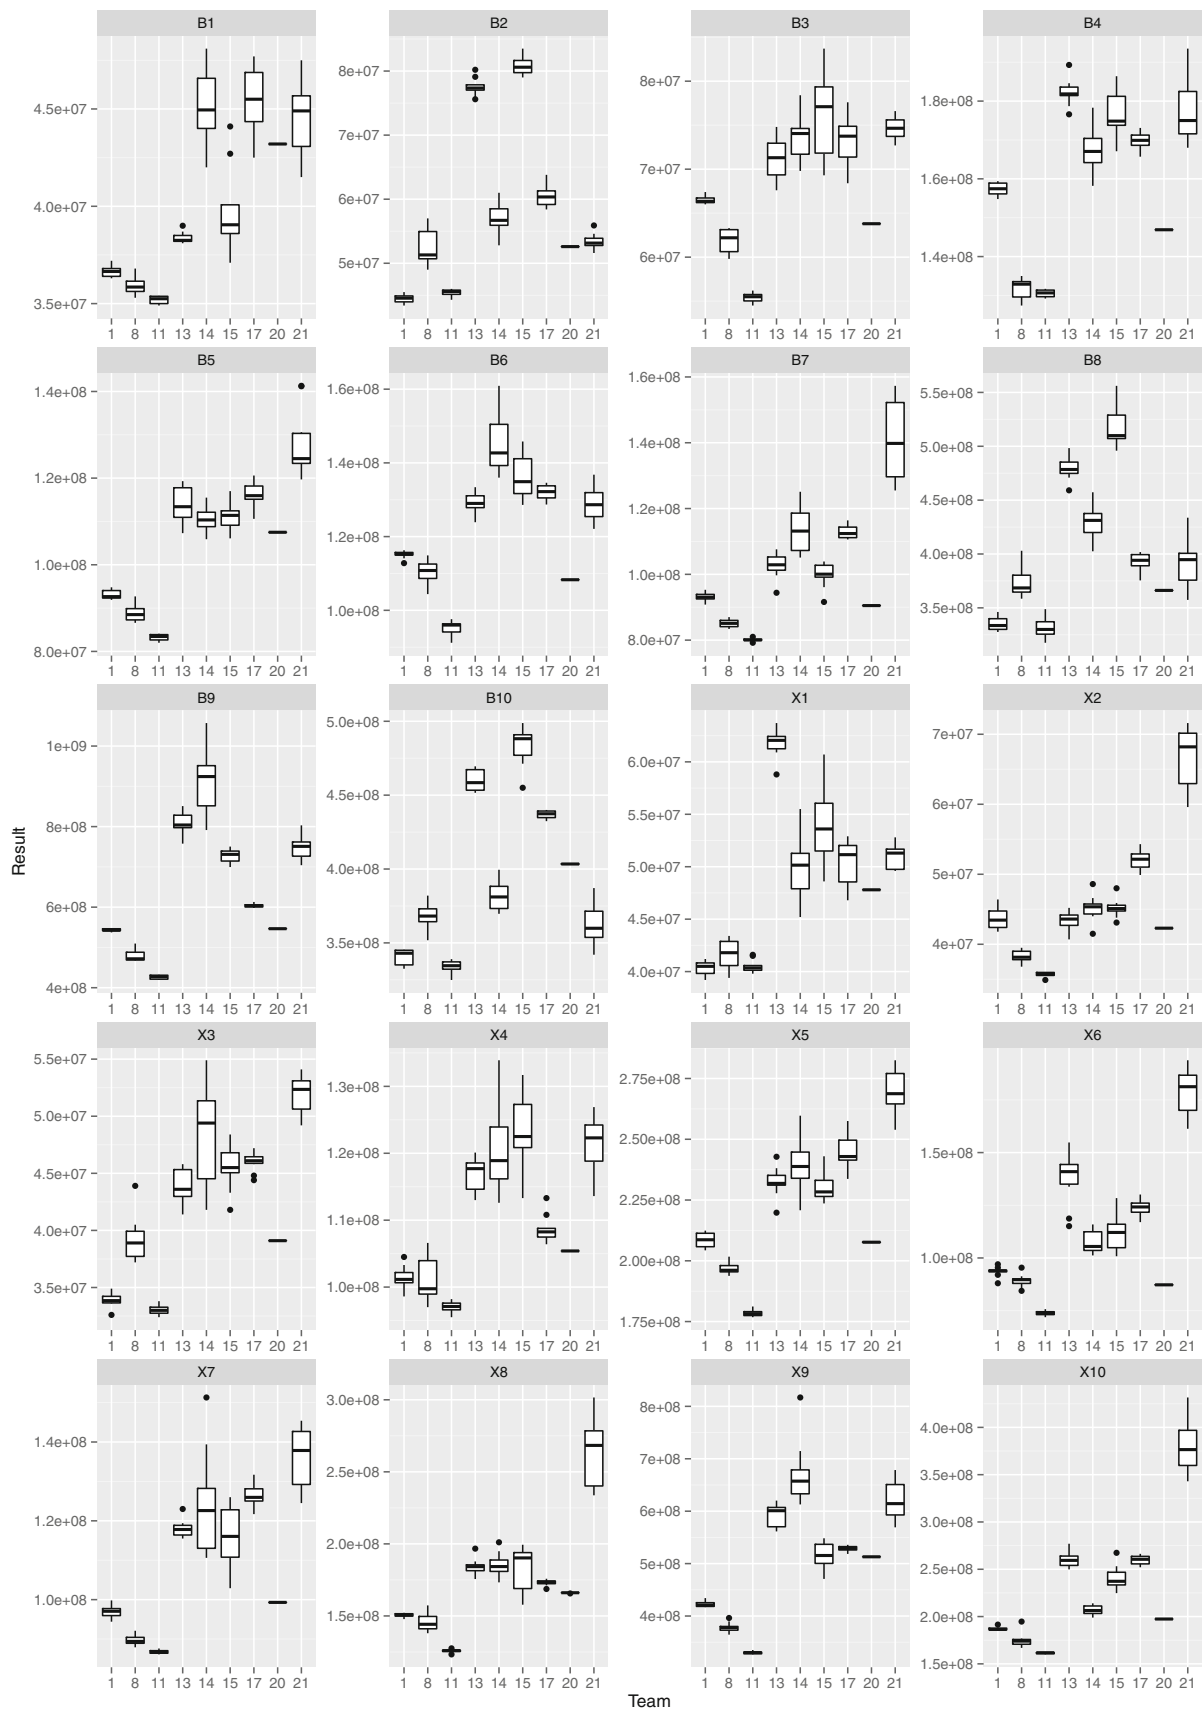 B1 B2 B3 B4
4.5e+07
4.0e+07
3.5e+07
8e+07
7e+07
6e+07
5e+07
8e+07
7e+07
6e+07
1.8e+08
1.6e+08
1.4e+08
1 8 11 13 14 15 17 20 21 1 8 11 13 14 15 17 20 21 1 8 11 13 14 15 17 20 21 1 8 11 13 14 15 17 20 21
B5 B6 B7 B8
1.4e+08
1.2e+08
1.0e+08
8.0e+07
1.6e+08
1.4e+08
1.2e+08
1.0e+08
1.6e+08
1.4e+08
1.2e+08
1.0e+08
8.0e+07
5.5e+08
5.0e+08
4.5e+08
4.0e+08
3.5e+08
1 8 11 13 14 15 17 20 21 1 8 11 13 14 15 17 20 21 1 8 11 13 14 15 17 20 21 1 8 11 13 14 15 17 20 21
B9 B10 X1 X2
1e+09
8e+08
6e+08
4e+08
5.0e+08
4.5e+08
4.0e+08
3.5e+08
6.0e+07
5.5e+07
5.0e+07
4.5e+07
4.0e+07
7e+07
6e+07
5e+07
4e+07
Result
1 8 11 13 14 15 17 20 21 1 8 11 13 14 15 17 20 21 1 8 11 13 14 15 17 20 21 1 8 11 13 14 15 17 20 21
X3 X4 X5 X6
5.5e+07
5.0e+07
4.5e+07
4.0e+07
3.5e+07
1.3e+08
1.2e+08
1.1e+08
1.0e+08
2.75e+08
2.50e+08
2.25e+08
2.00e+08
1.75e+08
1.5e+08
1.0e+08
1 8 11 13 14 15 17 20 21 1 8 11 13 14 15 17 20 21 1 8 11 13 14 15 17 20 21 1 8 11 13 14 15 17 20 21
X7 X8 X9 X10
1.4e+08
1.2e+08
1.0e+08
3.0e+08
2.5e+08
2.0e+08
1.5e+08
8e+08
7e+08
6e+08
5e+08
4e+08
4.0e+08
3.5e+08
3.0e+08
2.5e+08
2.0e+08
1.5e+08
1 8 11 13 14 15 17 20 21 1 8 11 13 14 15 17 20 21 1 8 11 13 14 15 17 20 21 1 8 11 13 14 15 17 20 21
Team